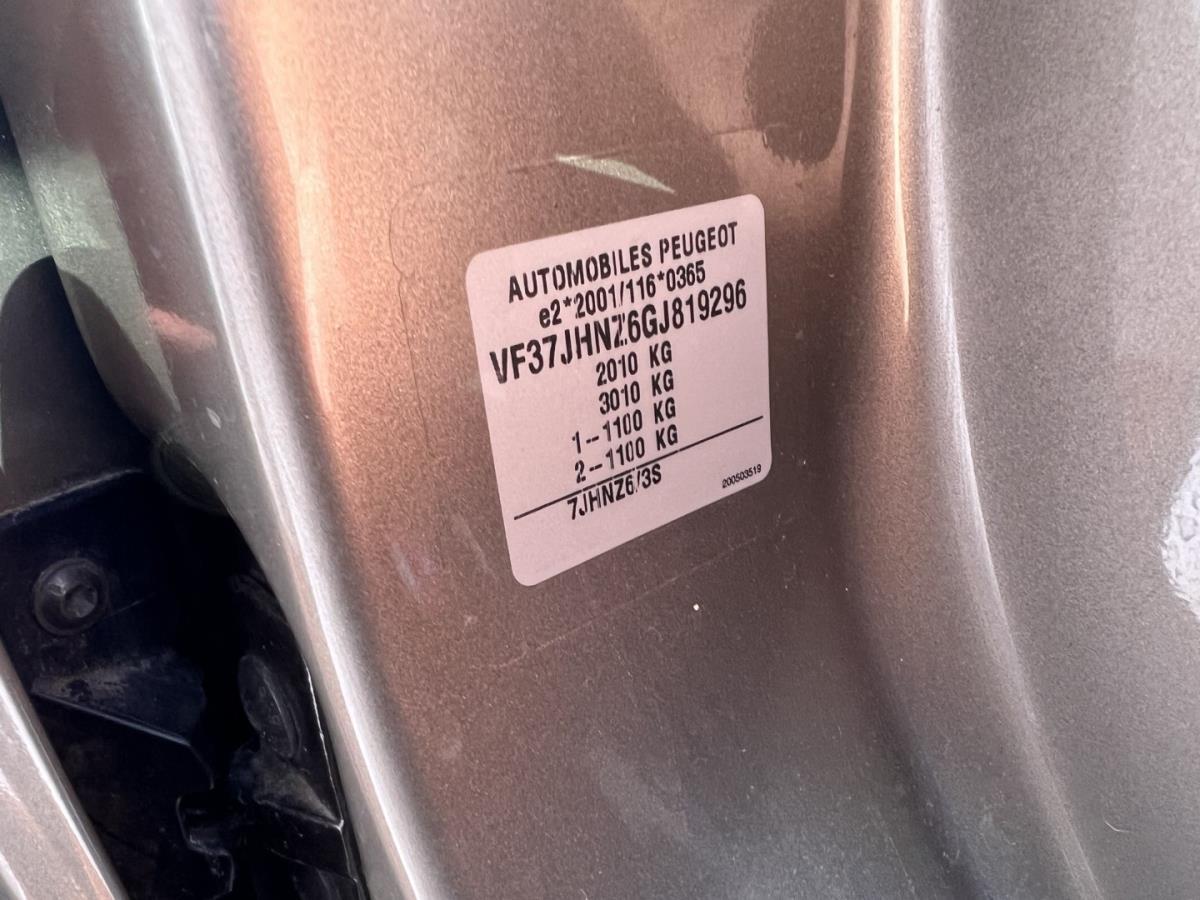 AUTOMOBILES PEUGEOT
e2*2001/116*0365
VF37JHNZ6GJ819296
2010 KG
3010 KG
1--1100 KG
2--1100 KG
7JHNZ6/3S
200503519